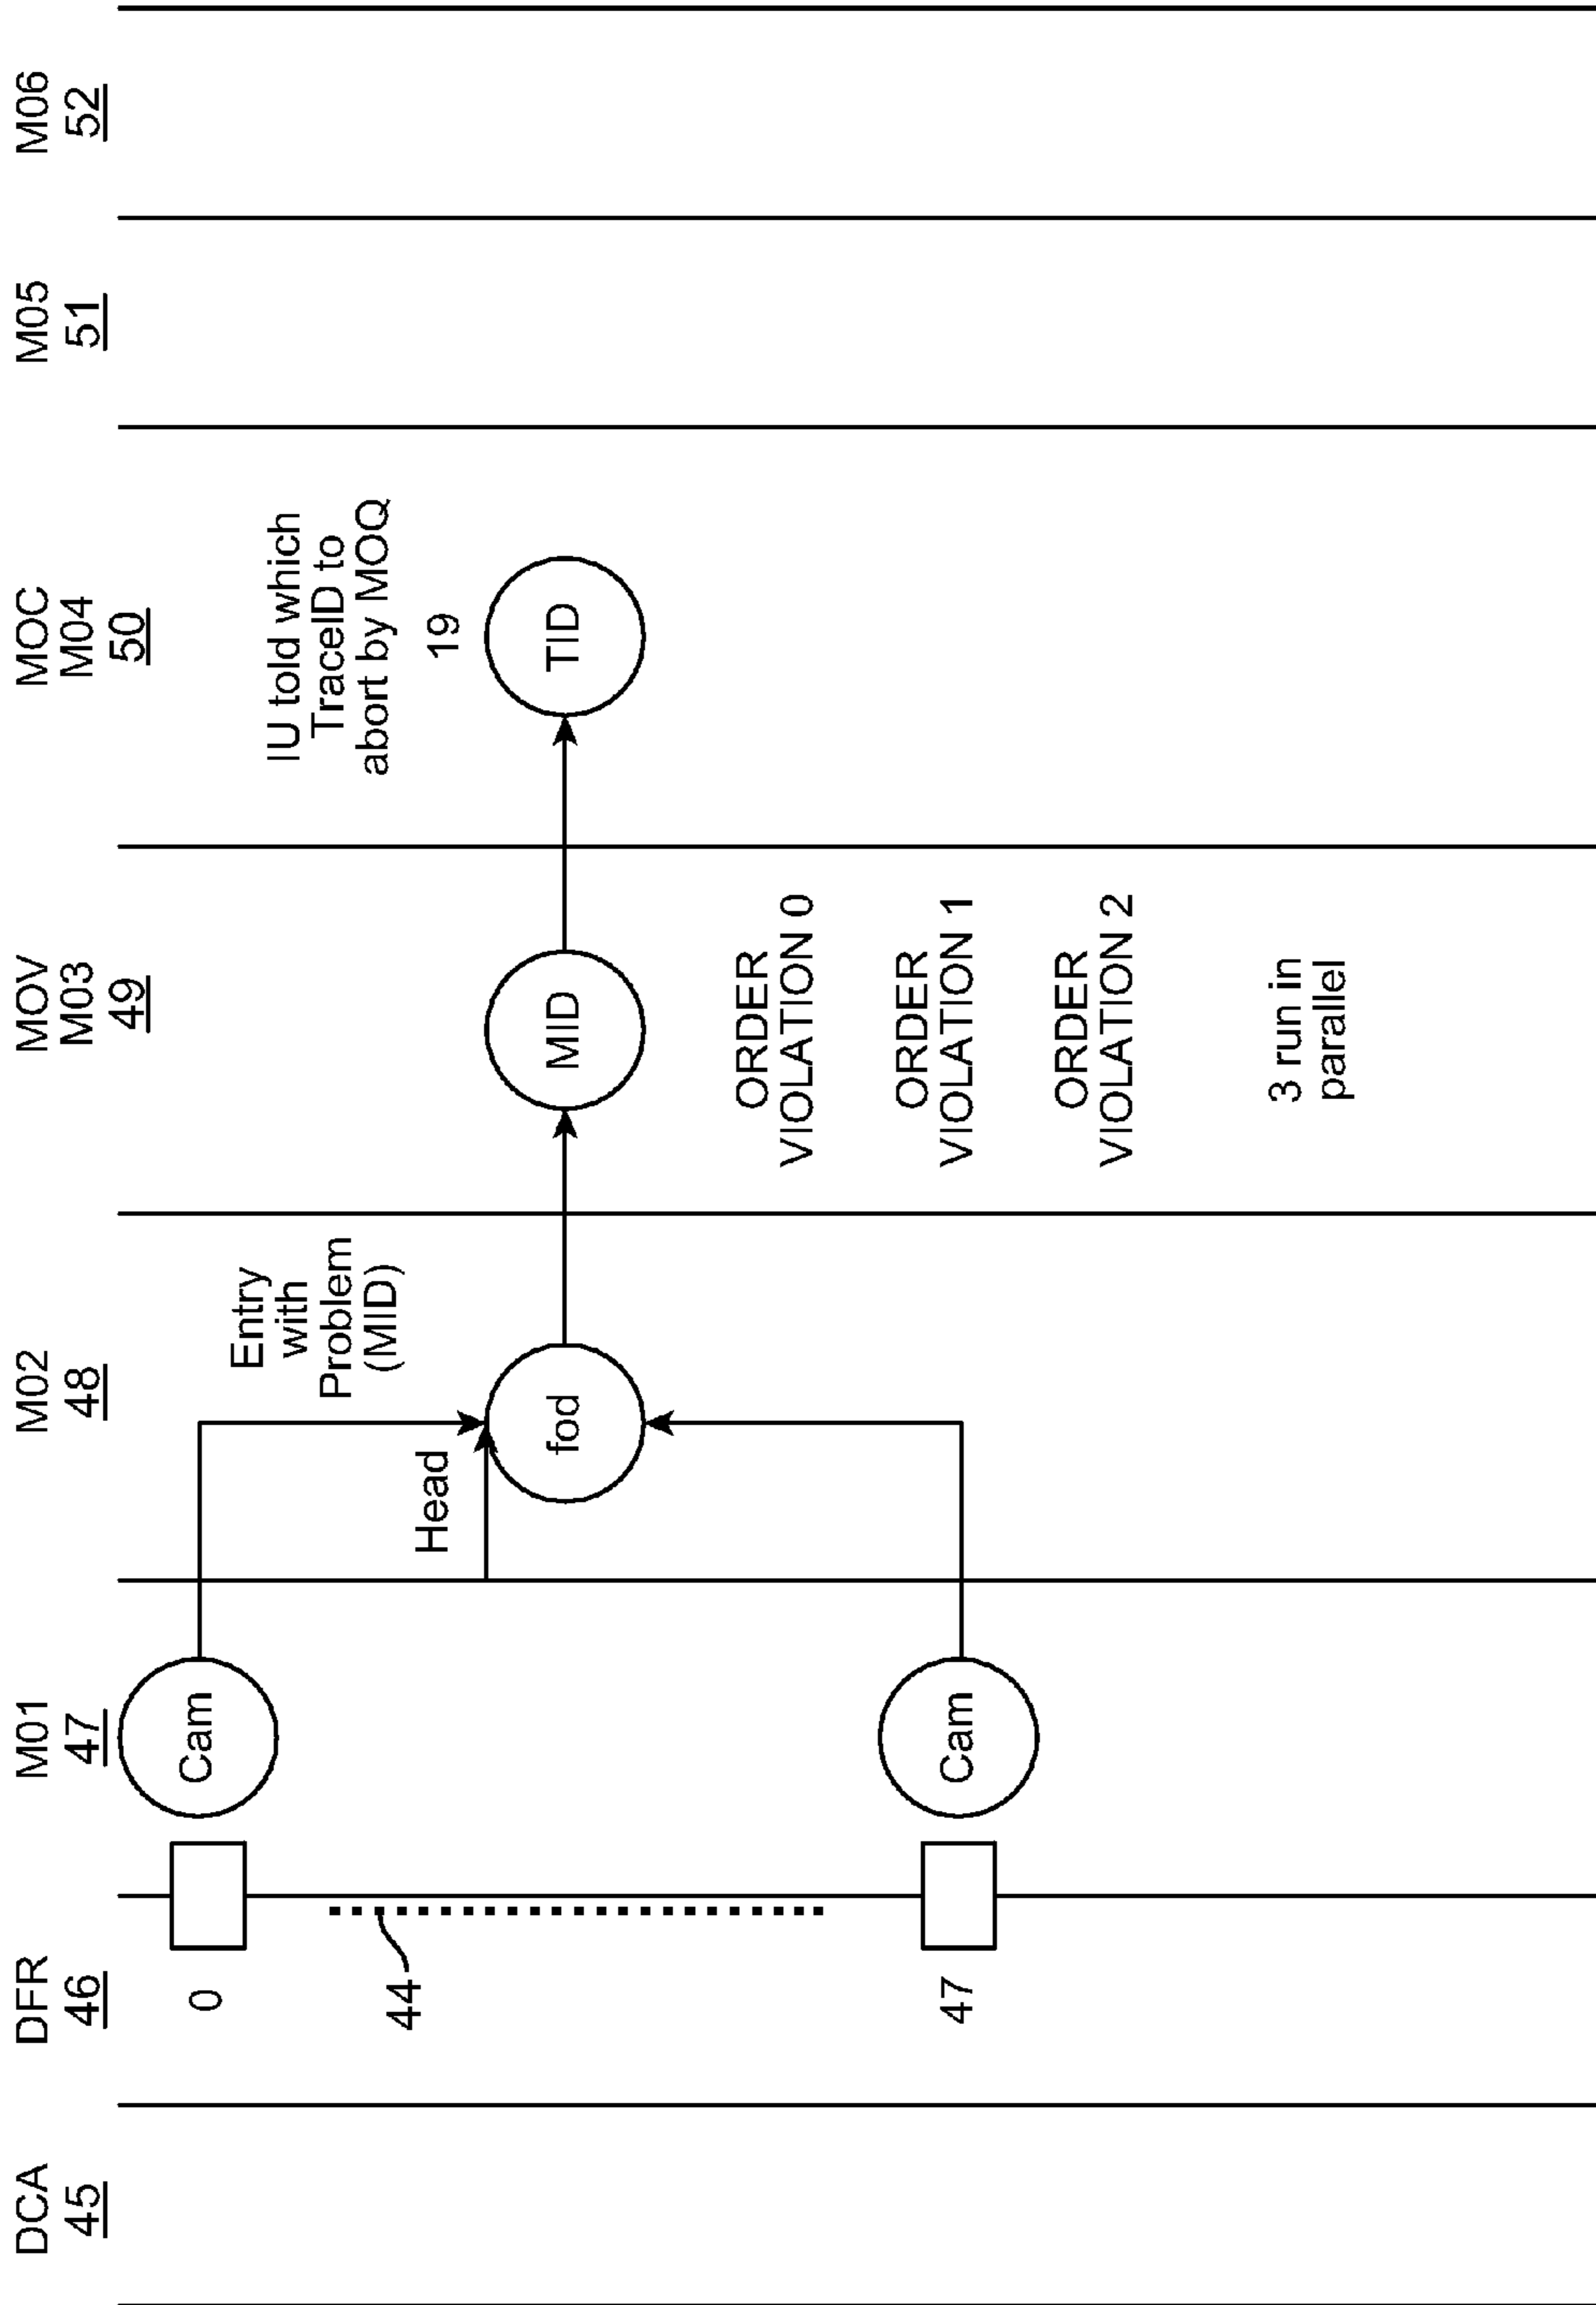 DCA
45
DFR
46
M01
47
M02
48
MOV
M03
49
MOC
M04
50
M05
51
M06
52
0
44
47
Cam
Cam
Head
Entry
with
Problem
(MID)
fod
MID
ORDER
VIOLATION 0
ORDER
VIOLATION 1
ORDER
VIOLATION 2
3 run in
parallel
IU told which
TraceID to
abort by MOQ
19
TID